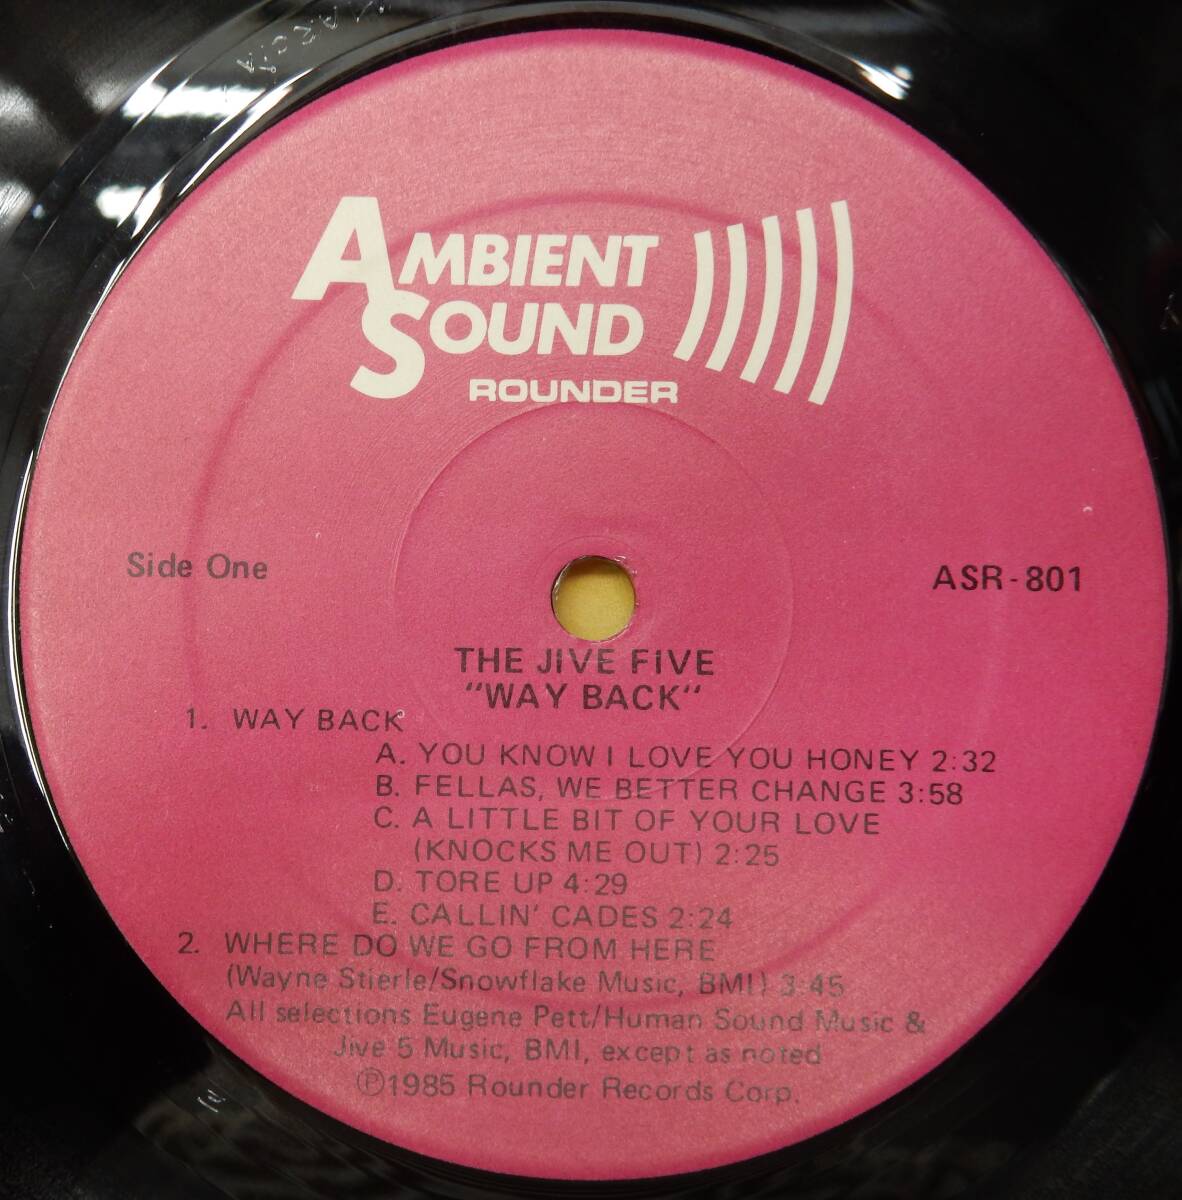 AMBIENT
SOUND
ROUNDER
Side One
ASR-801
THE JIVE FIVE
"WAY BACK"
1. WAY BACK
A. YOU KNOW I LOVE YOU HONEY 2:32
B. FELLAS, WE BETTER CHANGE 3:58
C. A LITTLE BIT OF YOUR LOVE
(KNOCKS ME OUT) 2:25
D. TORE UP 4:29
E. CALLIN' CADES 2:24
2. WHERE DO WE GO FROM HERE
(Wayne Stierle/Snowflake Music, BMI) 3:45
All selections Eugene Pett/Human Sound Music &
Jive 5 Music, BMI, except as noted
Ⓟ1985 Rounder Records Corp.